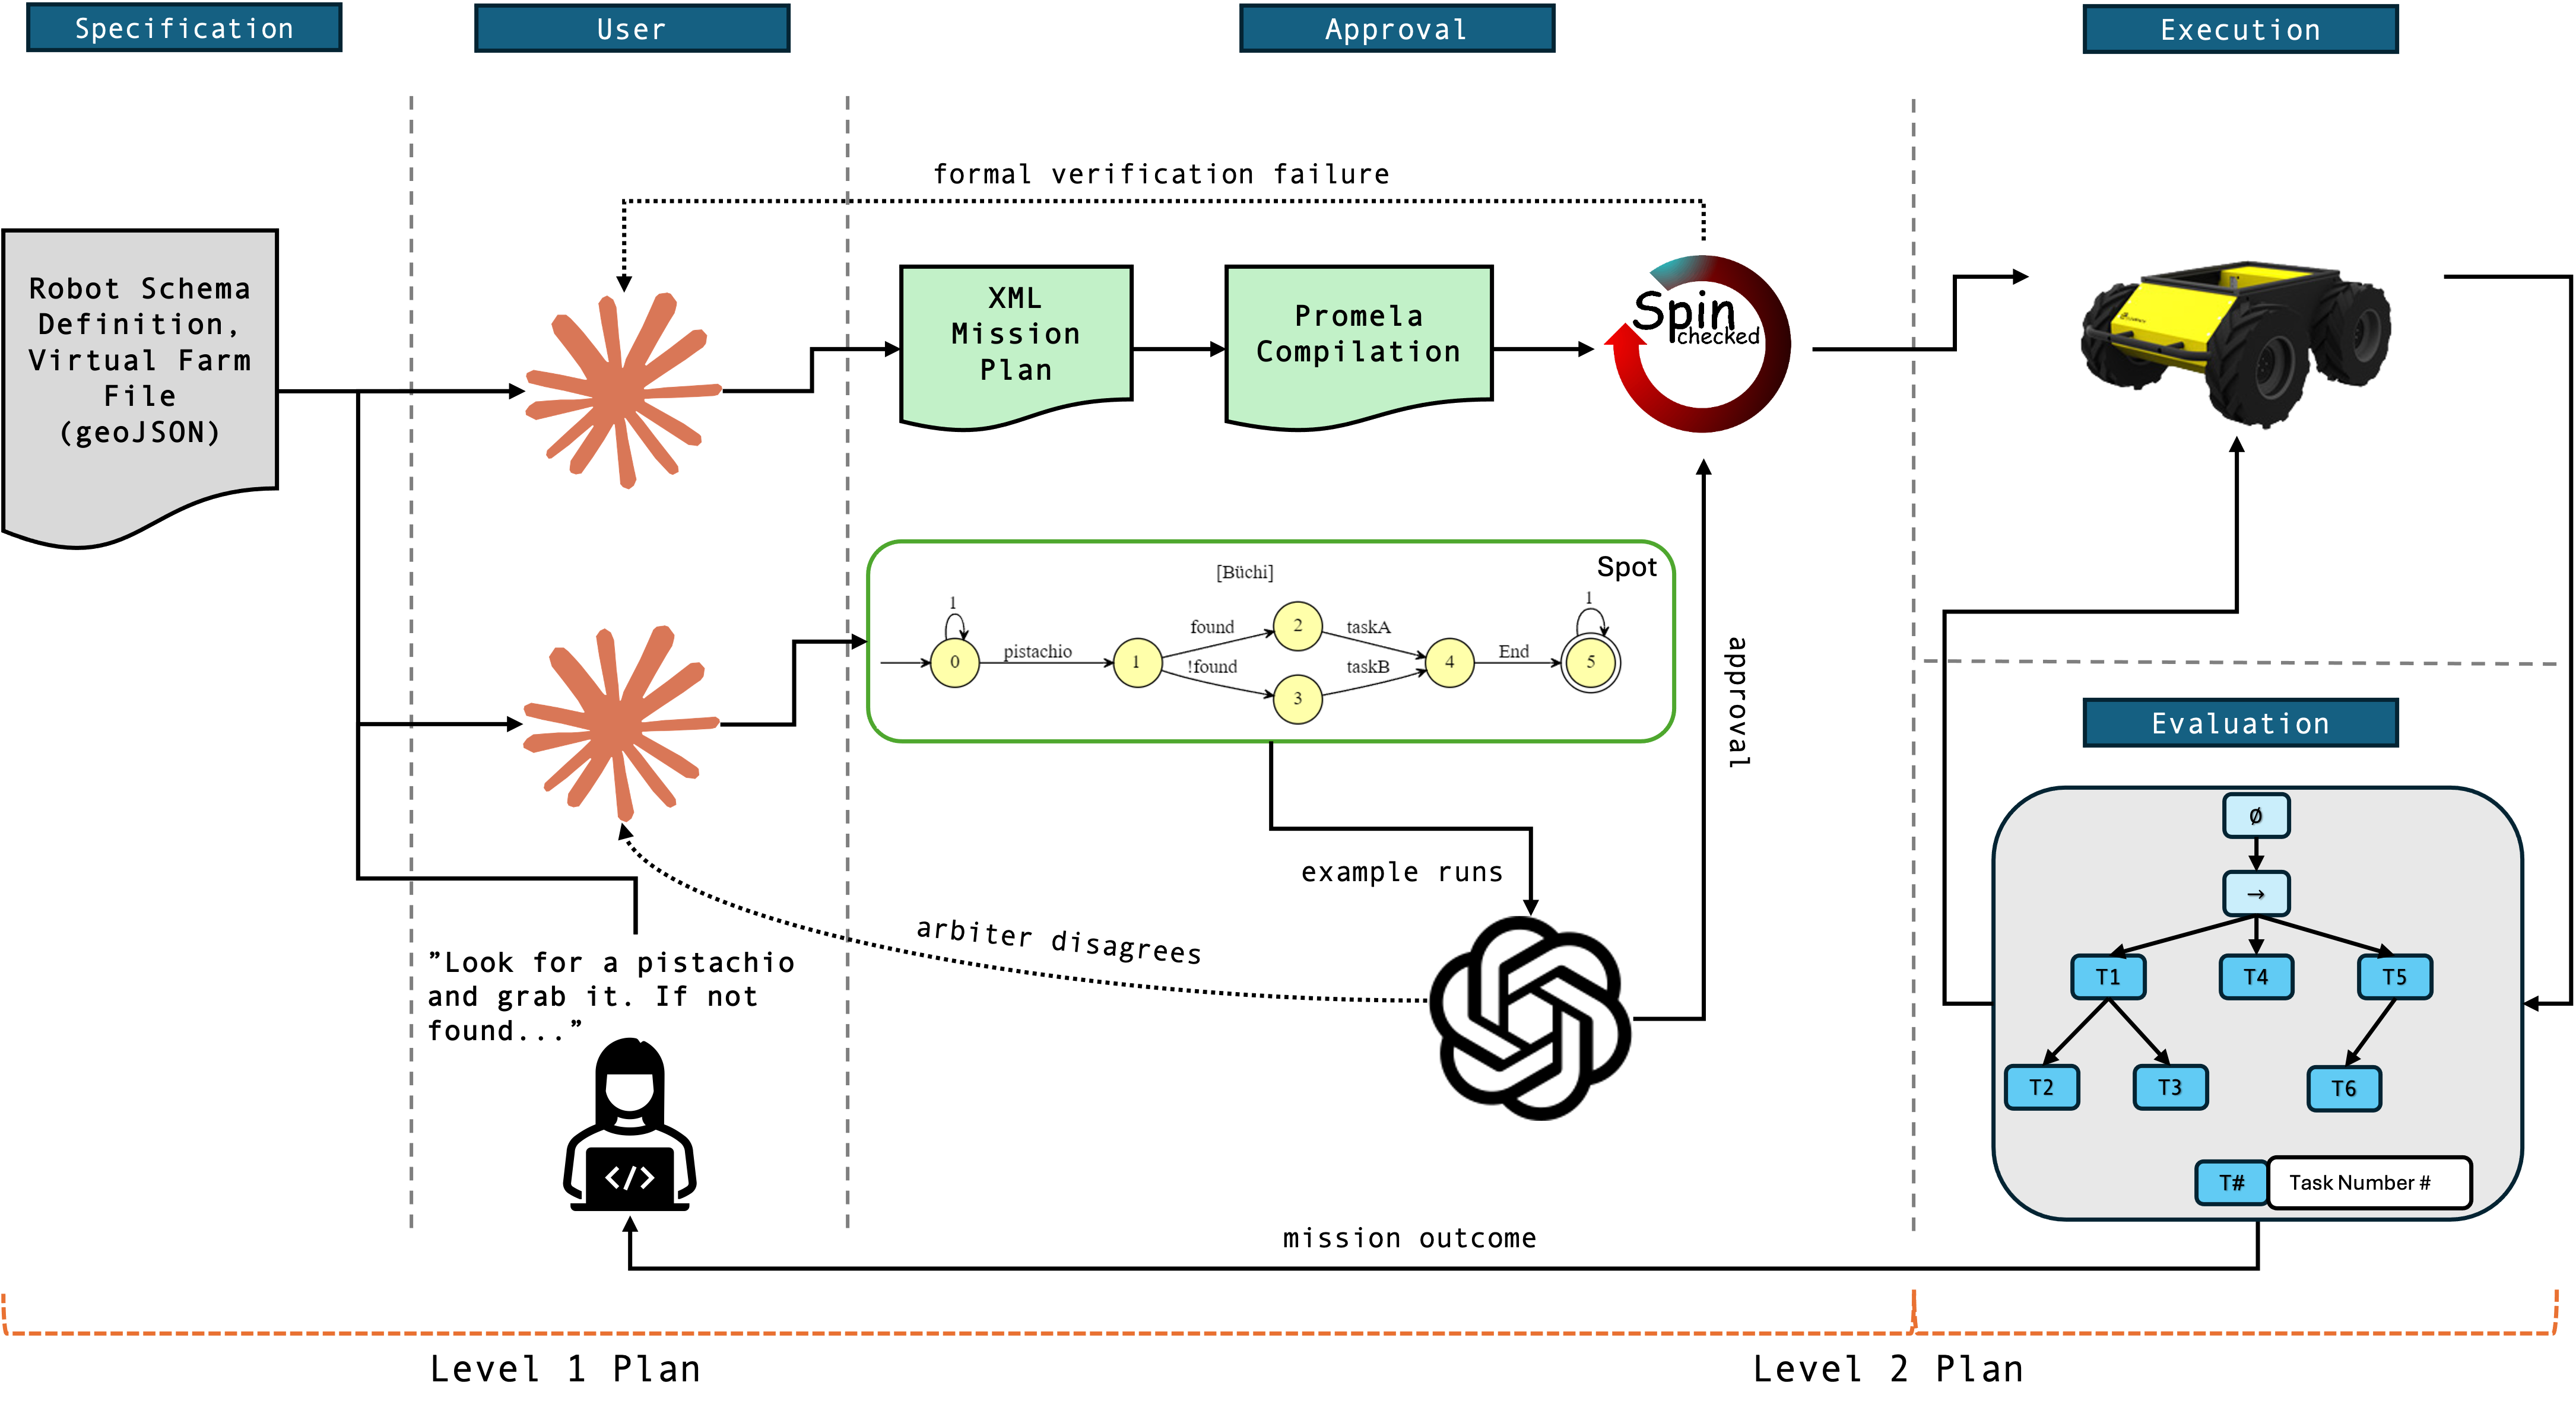 Specification
User
Approval
Execution
formal verification failure
Robot Schema
Definition,
Virtual Farm
File
(geoJSON)
XML
Mission
Plan
Promela
Compilation
Spin
checked
[Büchi]
Spot
1
0
pistachio
1
found
!found
2
3
taskA
taskB
4
End
1
5
approval
example runs
arbiter disagrees
”Look for a pistachio
and grab it. If not
found...”
</>
Evaluation
Ø
→
T1
T4
T5
T2
T3
T6
T#
Task Number #
mission outcome
Level 1 Plan
Level 2 Plan